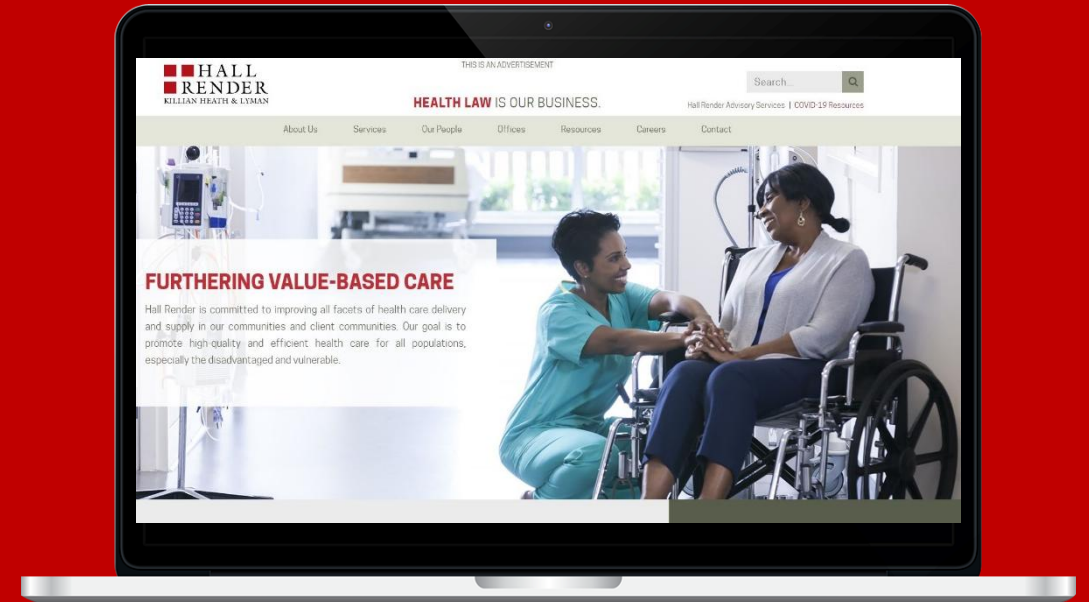 HALL
RENDER
KILLIAN HEATH & LYMAN
THIS IS AN ADVERTISEMENT
HEALTH LAW IS OUR BUSINESS.
Search...
Hall Render Advisory Services | COVID-19 Resources
About Us Services Our People Offices Resources Careers Contact
FURTHERING VALUE-BASED CARE
Hall Render is committed to improving all facets of health care delivery
and supply in our communities and client communities. Our goal is to
promote high-quality and efficient health care for all populations,
especially the disadvantaged and vulnerable.